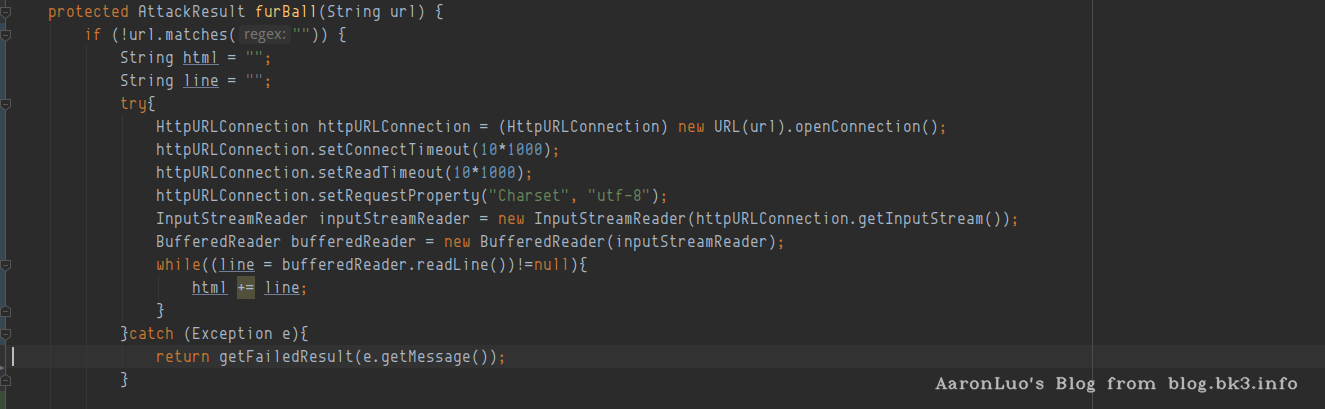 protected AttackResult furBall(String url) {
if (!url.matches( regex: "")) {
String html = "";
String line = "";
try{
HttpURLConnection httpURLConnection = (HttpURLConnection) new URL(url).openConnection();
httpURLConnection.setConnectTimeout(10*1000);
httpURLConnection.setReadTimeout(10*1000);
httpURLConnection.setRequestProperty("Charset", "utf-8");
InputStreamReader inputStreamReader = new InputStreamReader(httpURLConnection.getInputStream());
BufferedReader bufferedReader = new BufferedReader(inputStreamReader);
while((line = bufferedReader.readLine())!=null){
html += line;
}
}catch (Exception e){
return getFailedResult(e.getMessage());
}
AaronLuo's Blog from blog.bk3.info